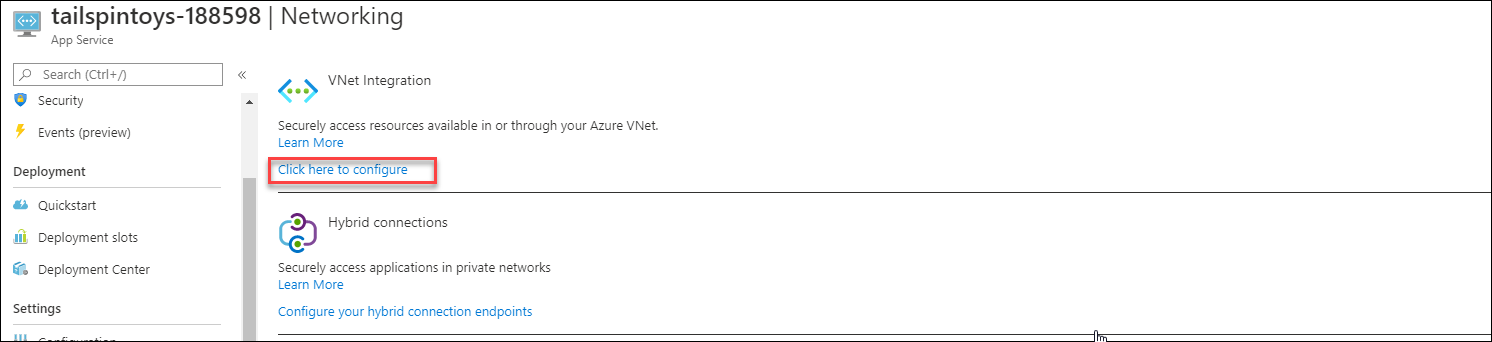 tailspintoys-188598 | Networking
App Service
Search (Ctrl+/)
«
Security
Events (preview)
Deployment
Quickstart
Deployment slots
Deployment Center
Settings
Configuration
VNet Integration
Securely access resources available in or through your Azure VNet.
Learn More
Click here to configure
Hybrid connections
Securely access applications in private networks
Learn More
Configure your hybrid connection endpoints